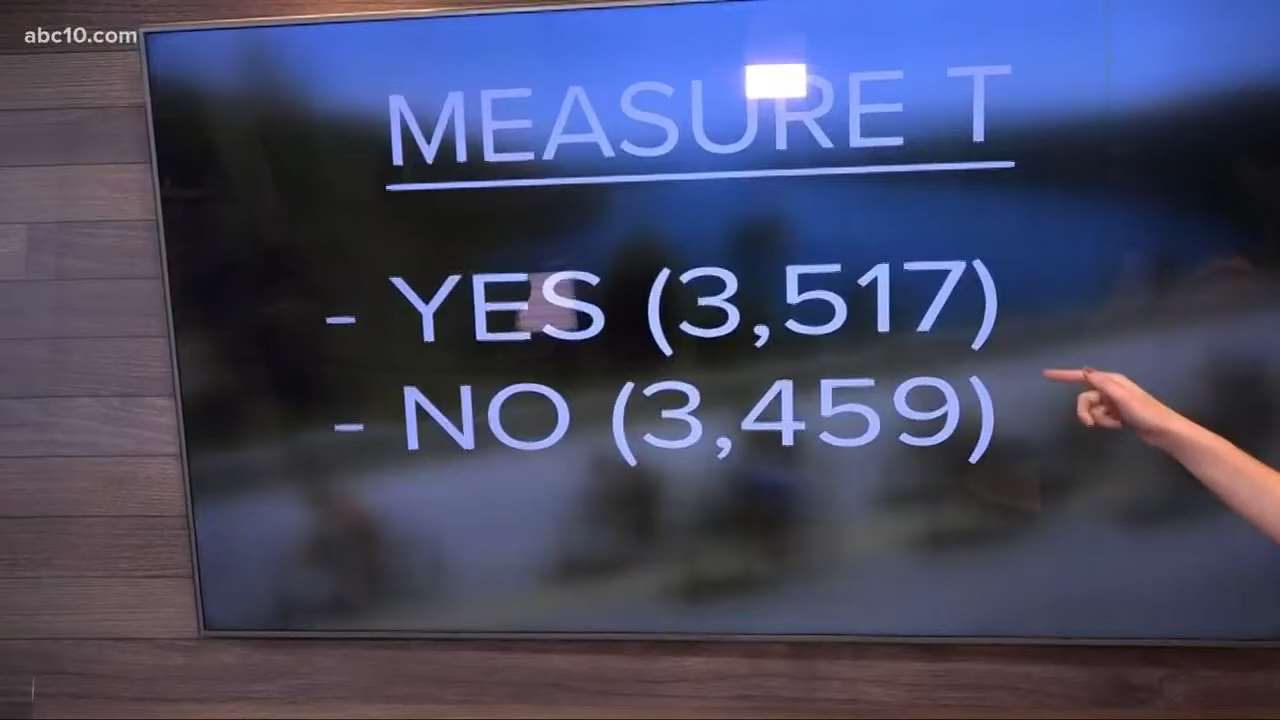 abc10.com
MEASURE T
- YES (3,517)
- NO (3,459)